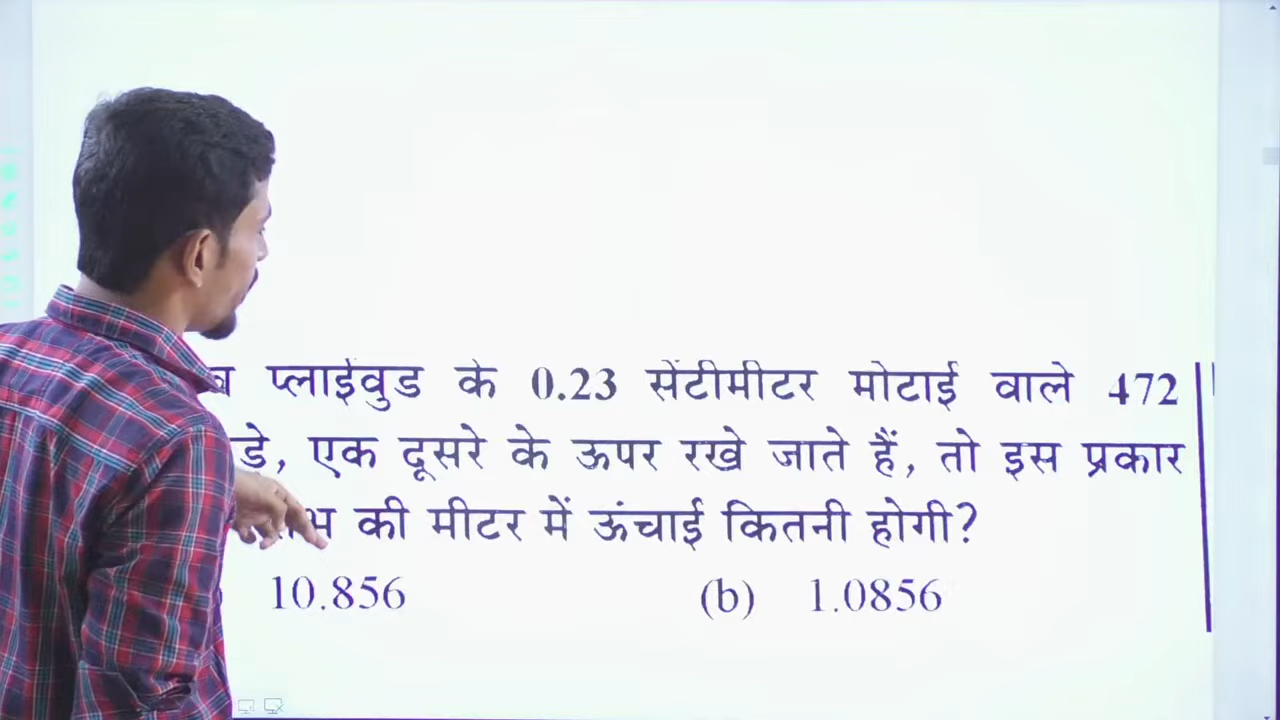 प्लाईवुड के 0.23 सेंटीमीटर मोटाई वाले 472
एक दूसरे के ऊपर रखे जाते हैं, तो इस प्रकार
की मीटर में ऊंचाई कितनी होगी?
10.856 (b) 1.0856